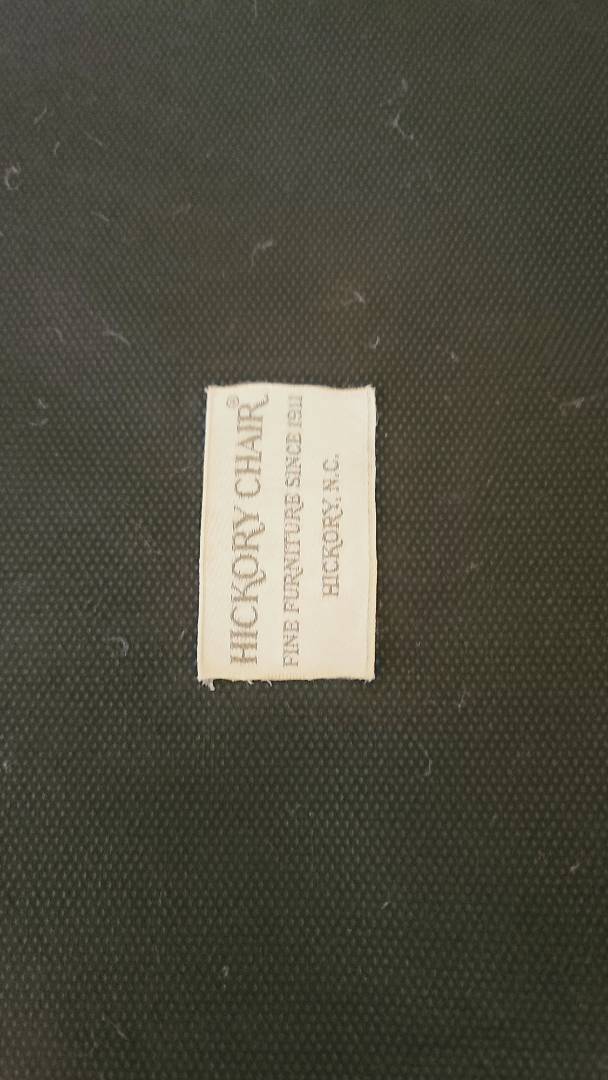 HICKORY CHAIR®
FINE FURNITURE SINCE 1911
HICKORY, N.C.